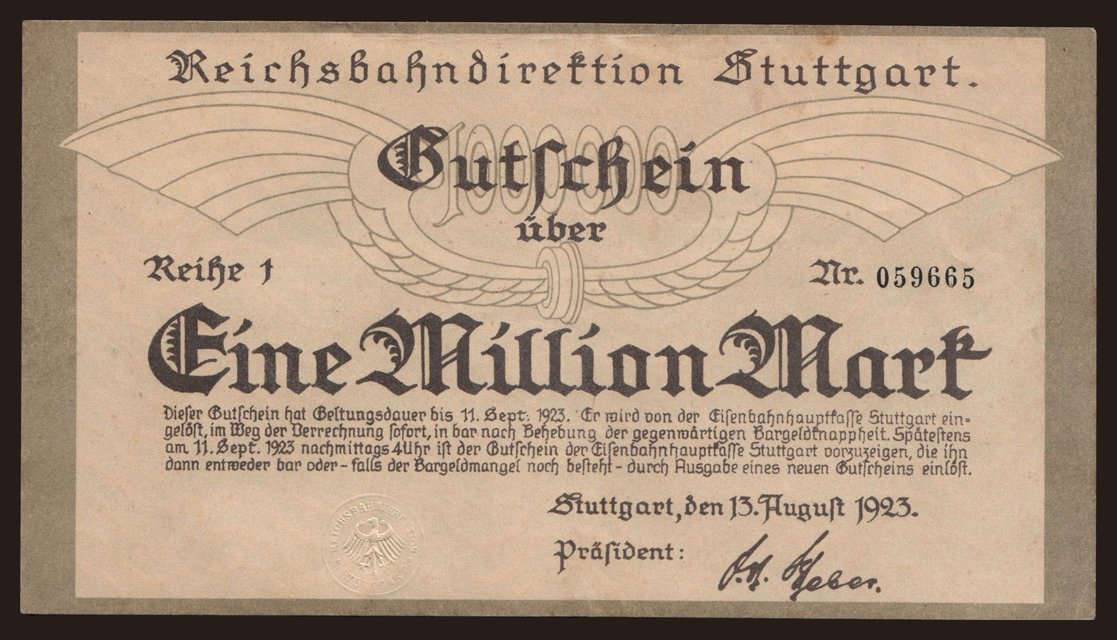 Reichsbahndirektion Stuttgart.
1000000
Gutschein
über
Reihe 1
Nr. 059665
Eine Million Mark
Dieser Gutschein hat Geltungsdauer bis 11. Sept. 1923. Er wird von der Eisenbahnhauptkasse Stuttgart ein=
gelöst, im Weg der Verrechnung sofort, in bar nach Behebung der gegenwärtigen Bargeldknappheit. Spätestens
am 11. Sept. 1923 nachmittags 4 Uhr ist der Gutschein der Eisenbahnhauptkasse Stuttgart vorzuzeigen, die ihn
dann entweder bar oder - falls der Bargeldmangel noch besteht - durch Ausgabe eines neuen Gutscheins einlöst.
Stuttgart, den 13. August 1923.
Präsident: